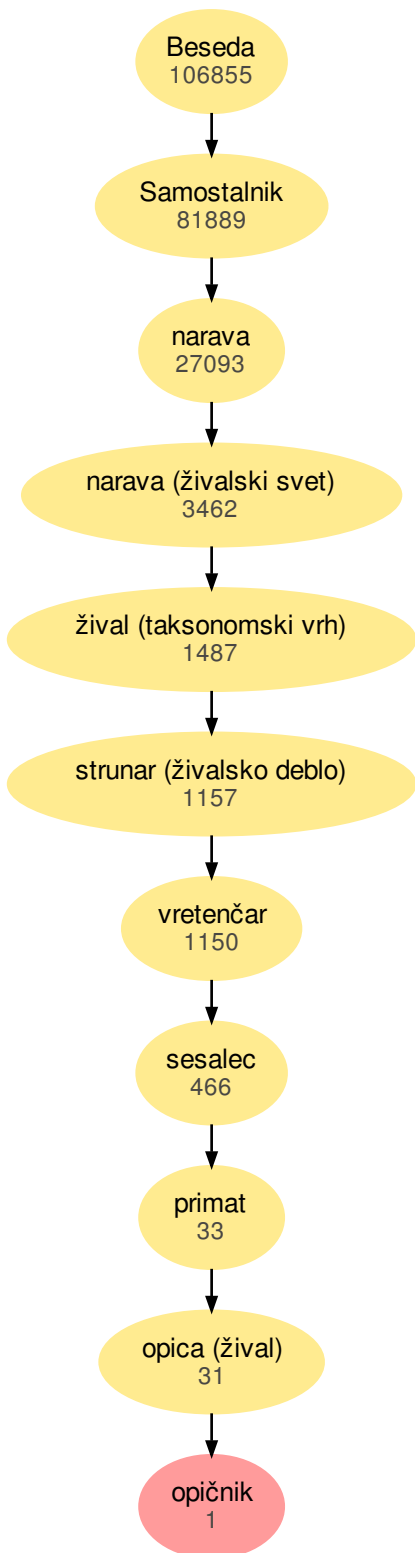 Beseda
106855
Samostalnik
81889
narava
27093
narava (živalski svet)
3462
žival (taksonomski vrh)
1487
strunar (živalsko deblo)
1157
vretenčar
1150
sesalec
466
primat
33
opica (žival)
31
opičnik
1